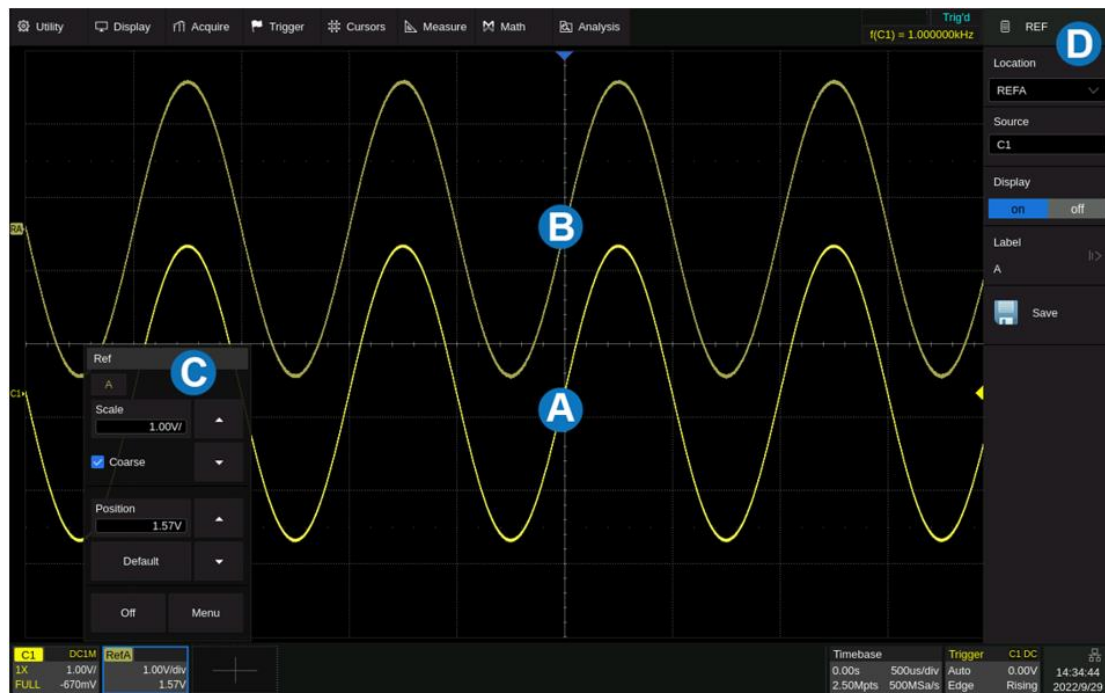 Utility Display Acquire Trigger Cursors Measure Math Analysis
Trig'd
f(C1) = 1.000000kHz
REF
D
Location
REFA
Source
C1
Display
on off
Label
A
Save
B
RA
C1
A
Ref
C
A
Scale
1.00V/
Coarse
Position
1.57V
Default
Off Menu
C1 DC1M
1X 1.00V/
FULL -670mV
RefA
1.00V/div
1.57V
Timebase
0.00s 500us/div
2.50Mpts 500MSa/s
Trigger C1 DC
Auto 0.00V
Edge Rising
14:34:44
2022/9/29